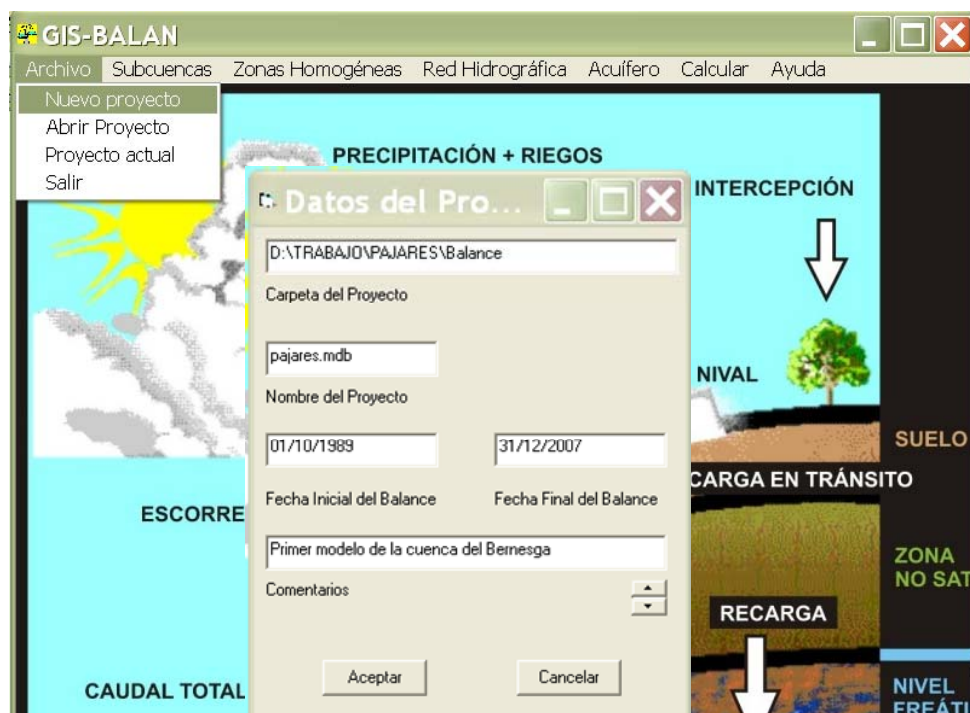 GIS-BALAN
Archivo Subcuencas Zonas Homogéneas Red Hidrográfica Acuífero Calcular Ayuda
Nuevo proyecto
Abrir Proyecto
Proyecto actual
Salir
PRECIPITACIÓN + RIEGOS
INTERCEPCIÓN
Datos del Pro...
D:\TRABAJO\PAJARES\Balance
Carpeta del Proyecto
pajares.mdb
Nombre del Proyecto
NIVAL
01/10/1989 31/12/2007
Fecha Inicial del Balance Fecha Final del Balance
SUELO
CARGA EN TRÁNSITO
ESCORRE
Primer modelo de la cuenca del Bernesga
Comentarios
ZONA
NO SAT
RECARGA
Aceptar Cancelar
CAUDAL TOTAL
NIVEL
FREÁTI